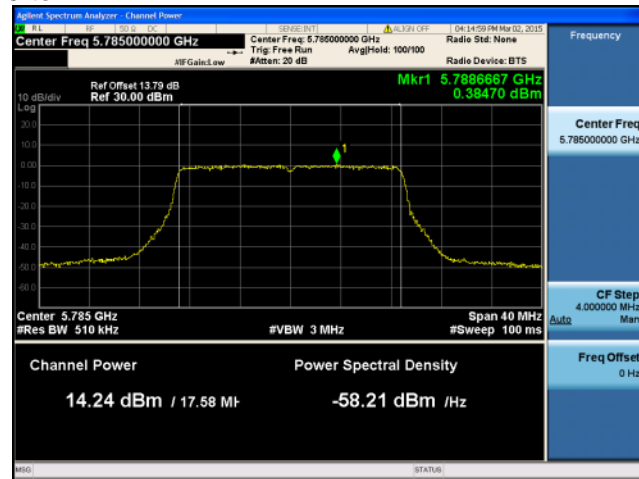 Agilent Spectrum Analyzer - Channel Power
RL RF 50 Ω DC SENSE:INT ALIGN OFF 04:14:59 PM Mar 02, 2015
Center Freq 5.785000000 GHz
Center Freq: 5.785000000 GHz
Radio Std: None
Trig: Free Run Avg|Hold: 100/100
#IFGain:Low #Atten: 20 dB Radio Device: BTS
Frequency
Ref Offset 13.79 dB
Mkr1 5.7886667 GHz
10 dB/div Ref 30.00 dBm
0.38470 dBm
Log
20.0
10.0
0.00
-10.0
-20.0
-30.0
-40.0
-50.0
-60.0
1
Center Freq
5.785000000 GHz
Center 5.785 GHz Span 40 MHz
#Res BW 510 kHz #VBW 3 MHz #Sweep 100 ms
CF Step
4.000000 MHz
Auto Man
Channel Power Power Spectral Density
14.24 dBm / 17.58 MH -58.21 dBm /Hz
Freq Offset
0 Hz
MSG STATUS